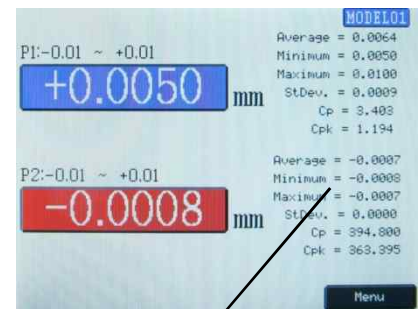 MODEL01
P1:-0.01 ~ +0.01
+0.0050 mm
Average = 0.0064
Minimum = 0.0050
Maximum = 0.0100
StDev. = 0.0009
Cp = 3.403
Cpk = 1.194
P2:-0.01 ~ +0.01
-0.0008 mm
Average = -0.0007
Minimum = -0.0008
Maximum = -0.0007
StDev. = 0.0000
Cp = 394.800
Cpk = 363.395
Menu